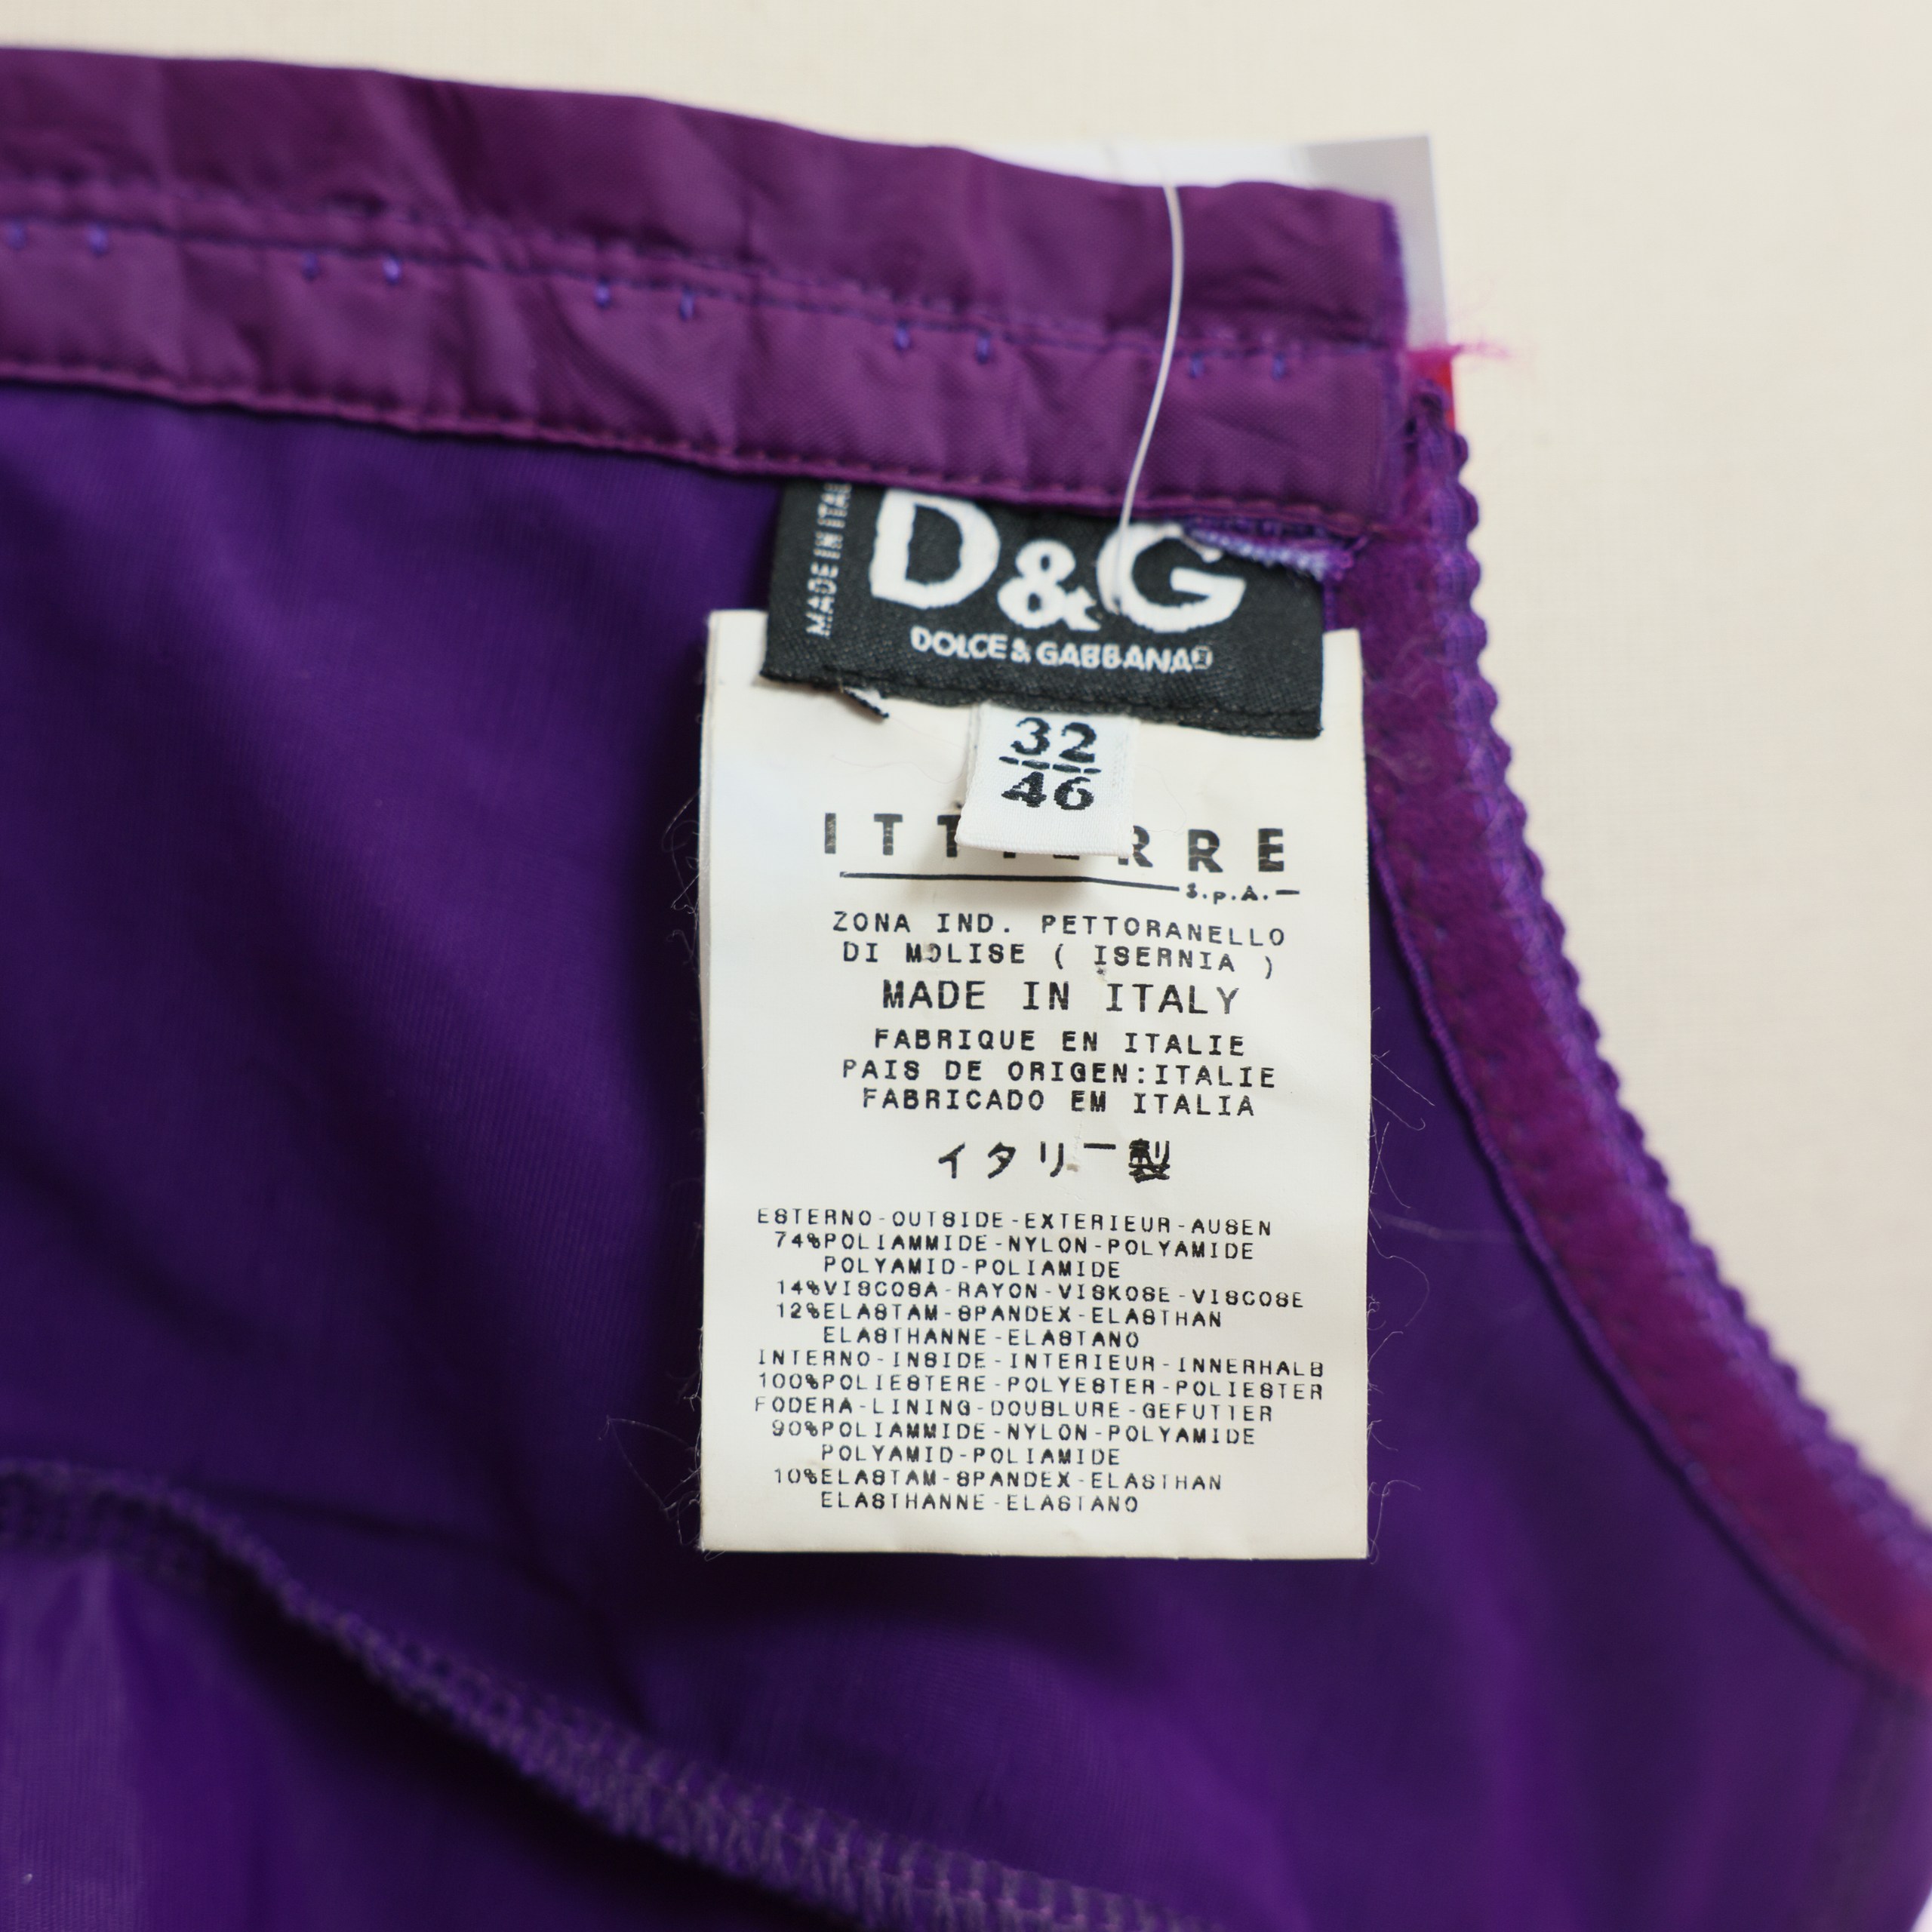 MADE IN ITAL
D&G
DOLCE & GABBANA
32
46
RRE
S.p.A.
ZONA IND. PETTORANELLO
DI MOLISE ( ISERNIA )
MADE IN ITALY
FABRIQUE EN ITALIE
PAIS DE ORIGEN:ITALIE
FABRICADO EM ITALIA
イタリー製
ESTERNO-OUTSIDE-EXTERIEUR-AUSEN
74%POLIAMMIDE-NYLON-POLYAMIDE
POLYAMID-POLIAMIDE
14%VISCOSA-RAYON-VISKOSE-VISCOSE
12%ELASTAM-SPANDEX-ELASTHAN
ELASTHANNE-ELASTANO
INTERNO-INSIDE-INTERIEUR-INNERHALB
100%POLIESTERE-POLYESTER-POLIESTER
FODERA-LINING-DOUBLURE-GEFUTTER
90%POLIAMMIDE-NYLON-POLYAMIDE
POLYAMID-POLIAMIDE
10%ELASTAM-SPANDEX-ELASTHAN
ELASTHANNE-ELASTANO